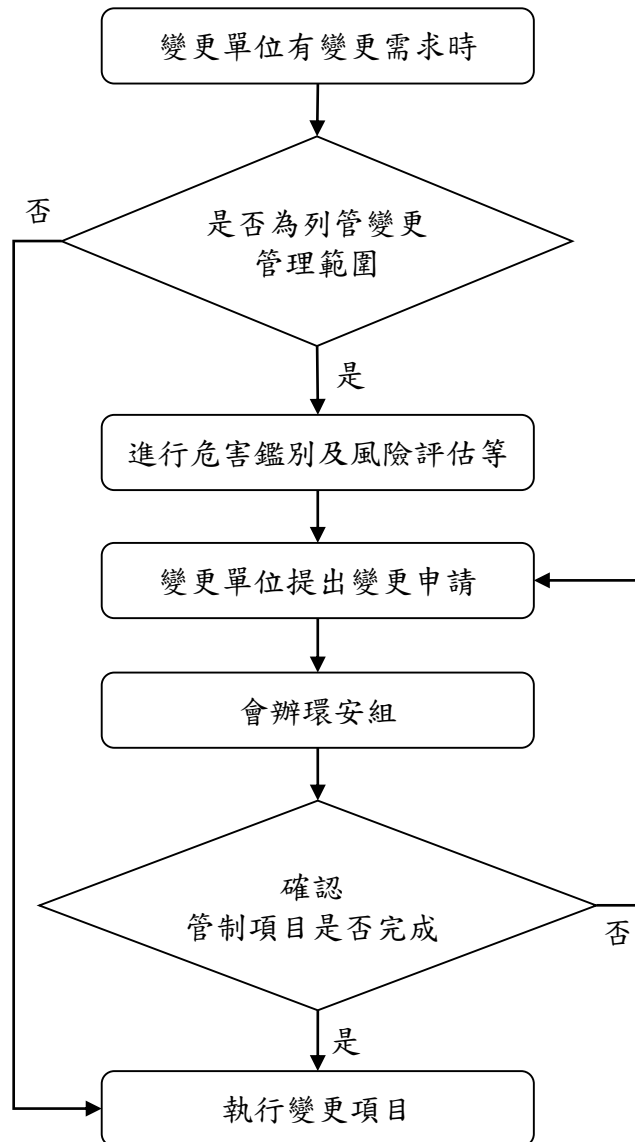 變更單位有變更需求時
否
是否為列管變更
管理範圍
是
進行危害鑑別及風險評估等
變更單位提出變更申請
會辦環安組
確認
管制項目是否完成
否
是
執行變更項目